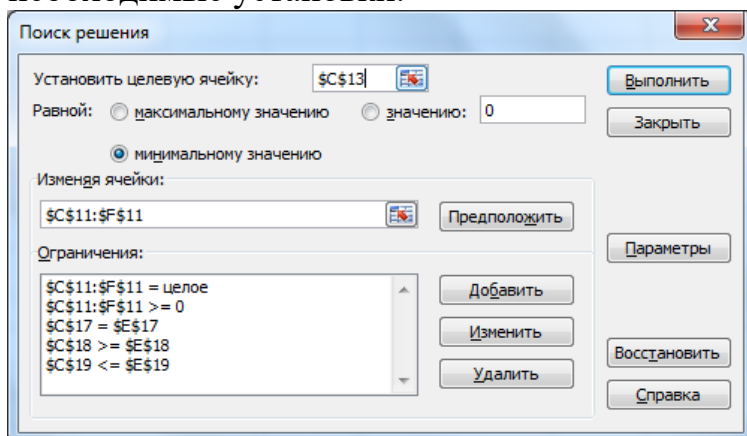 необходимые установки.
Поиск решения
Установить целевую ячейку: $C$13
Выполнить
Равной: максимальному значению значению: 0
Закрыть
минимальному значению
Изменяя ячейки:
$C$11:$F$11 Предположить
Ограничения:
Параметры
$C$11:$F$11 = целое
$C$11:$F$11 >= 0
$C$17 = $E$17
$C$18 >= $E$18
$C$19 <= $E$19
Добавить
Изменить
Удалить
Восстановить
Справка